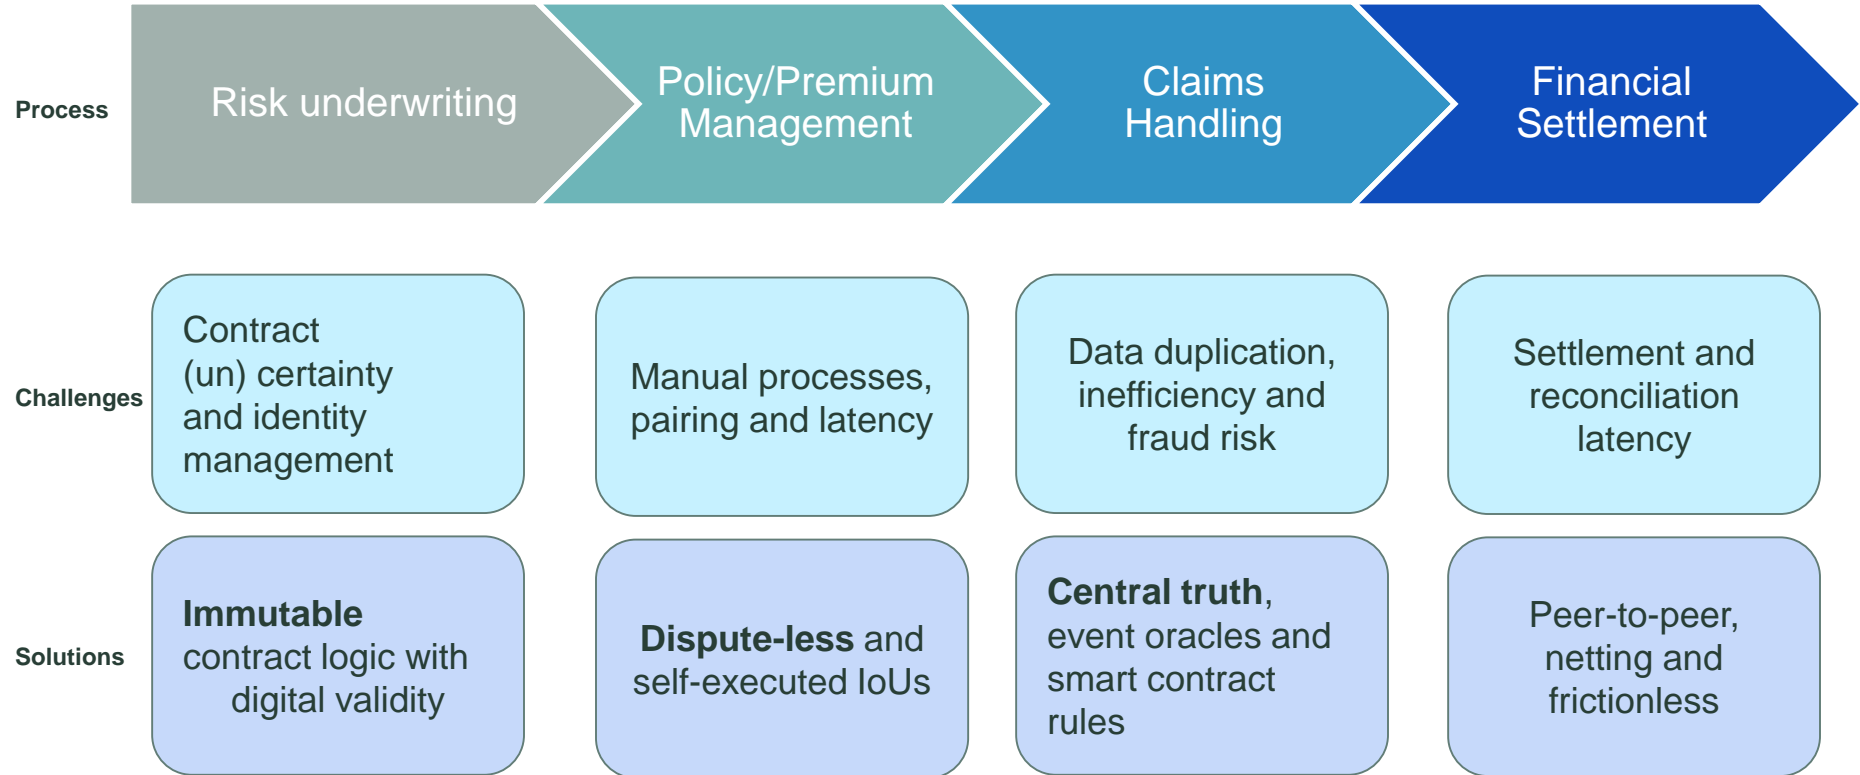 Process
Risk underwriting
Policy/Premium
Management
Claims
Handling
Financial
Settlement
Challenges
Contract
(un) certainty
and identity
management
Manual processes,
pairing and latency
Data duplication,
inefficiency and
fraud risk
Settlement and
reconciliation
latency
Solutions
Immutable
contract logic with
digital validity
Dispute-less and
self-executed IoUs
Central truth,
event oracles and
smart contract
rules
Peer-to-peer,
netting and
frictionless